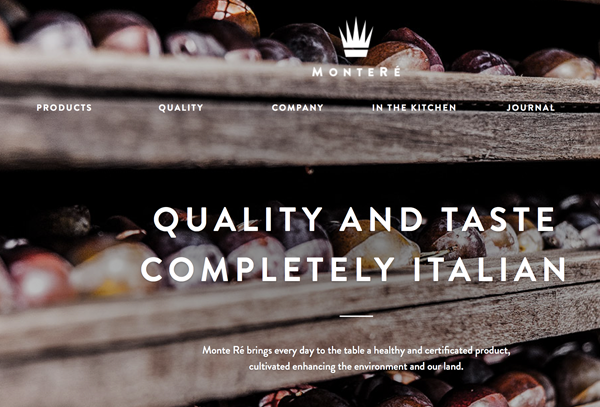 MONTERÉ
PRODUCTS QUALITY COMPANY IN THE KITCHEN JOURNAL
QUALITY AND TASTE
COMPLETELY ITALIAN
Monte Ré brings every day to the table a healthy and certificated product,
cultivated enhancing the environment and our land.